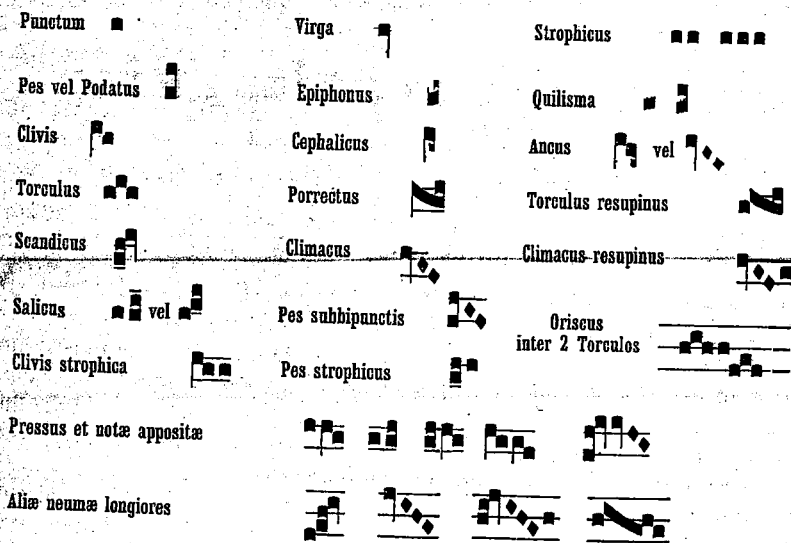 Punctum Virga Strophicus
Pes vel Podatus Epiphonus Quilisma
Clivis Cephalicus Ancus vel
Torculus Porrectus Torculus resupinus
Scandicus Climacus Climacus resupinus
Salicus vel Pes subbipunctis Oriscus
inter 2 Torculos
Clivis strophica Pes strophicus
Pressus et notæ appositæ
Aliæ neumæ longiores